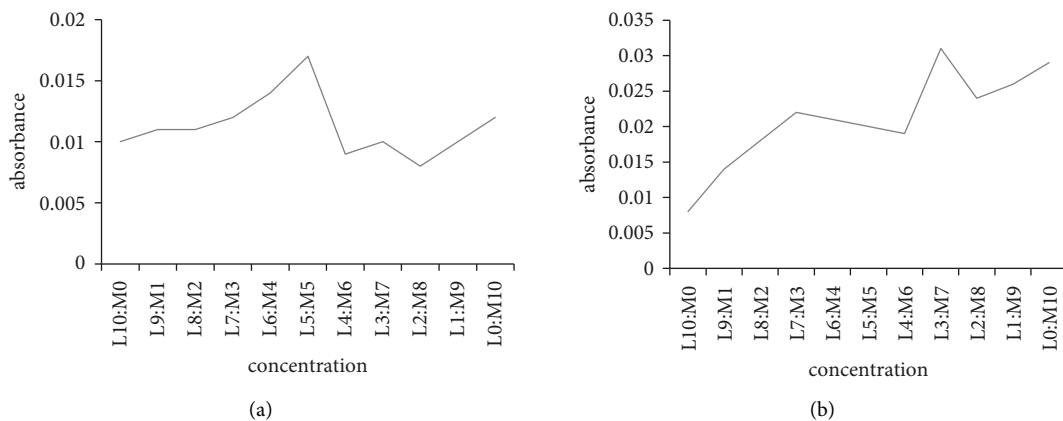 0.02
0.015
0.01
0.005
0
absorbance
L10:M0
L9:M1
L8:M2
L7:M3
L6:M4
L5:M5
L4:M6
L3:M7
L2:M8
L1:M9
L0:M10
concentration
(a)
0.035
0.03
0.025
0.02
0.015
0.01
0.005
0
absorbance
L10:M0
L9:M1
L8:M2
L7:M3
L6:M4
L5:M5
L4:M6
L3:M7
L2:M8
L1:M9
L0:M10
concentration
(b)